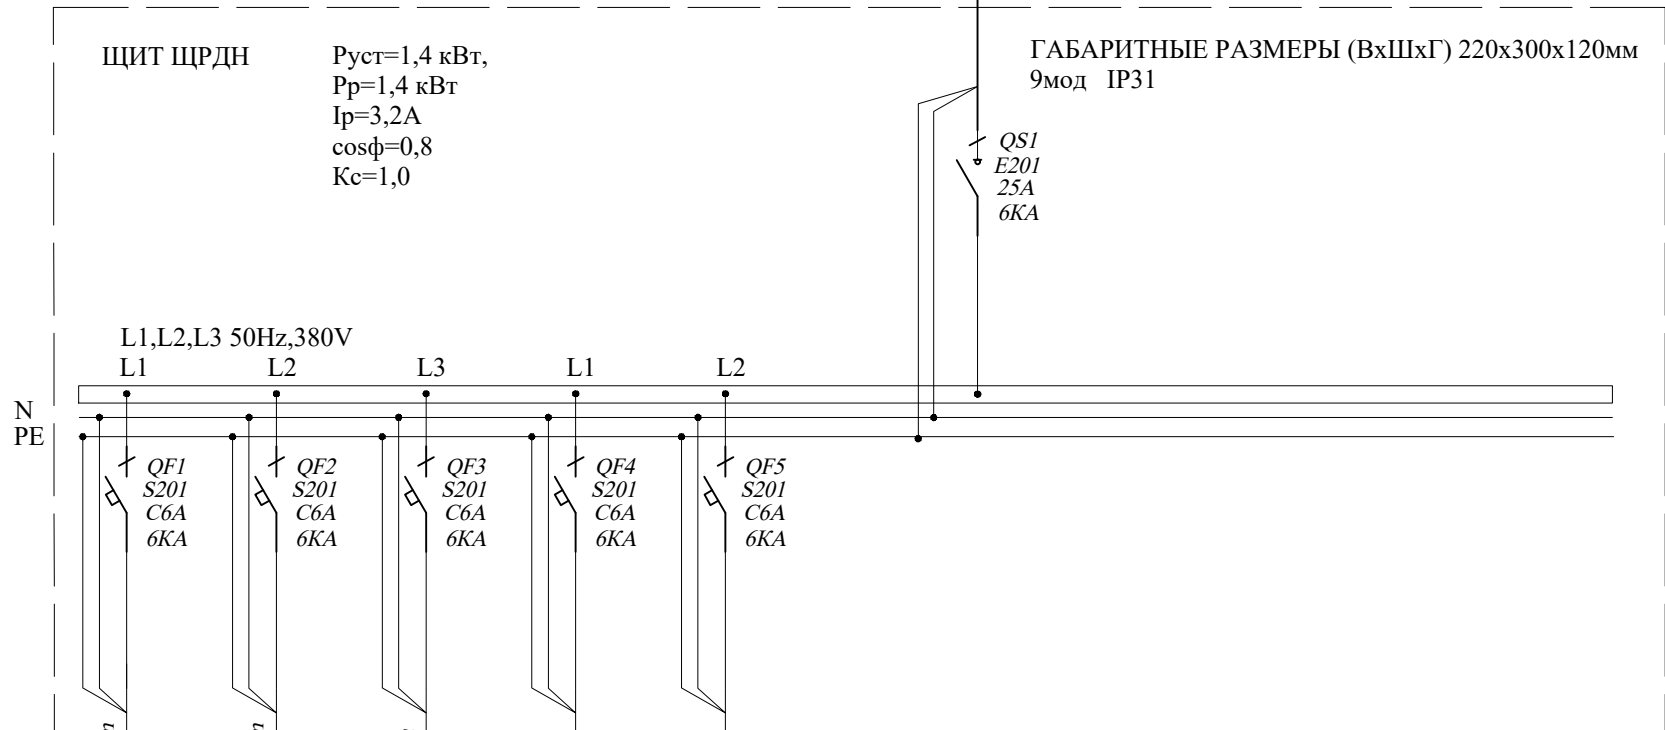 ЩИТ ЩРДН
Pуст=1,4 кВт,
Pр=1,4 кВт
Iр=3,2А
cosф=0,8
Кс=1,0
ГАБАРИТНЫЕ РАЗМЕРЫ (ВхШхГ) 220х300х120мм
9мод IP31
QS1
E201
25A
6KA
L1,L2,L3 50Hz,380V
L1 L2 L3 L1 L2
N
PE
QF1
S201
C6A
6KA
QF2
S201
C6A
6KA
QF3
S201
C6A
6KA
QF4
S201
C6A
6KA
QF5
S201
C6A
6KA